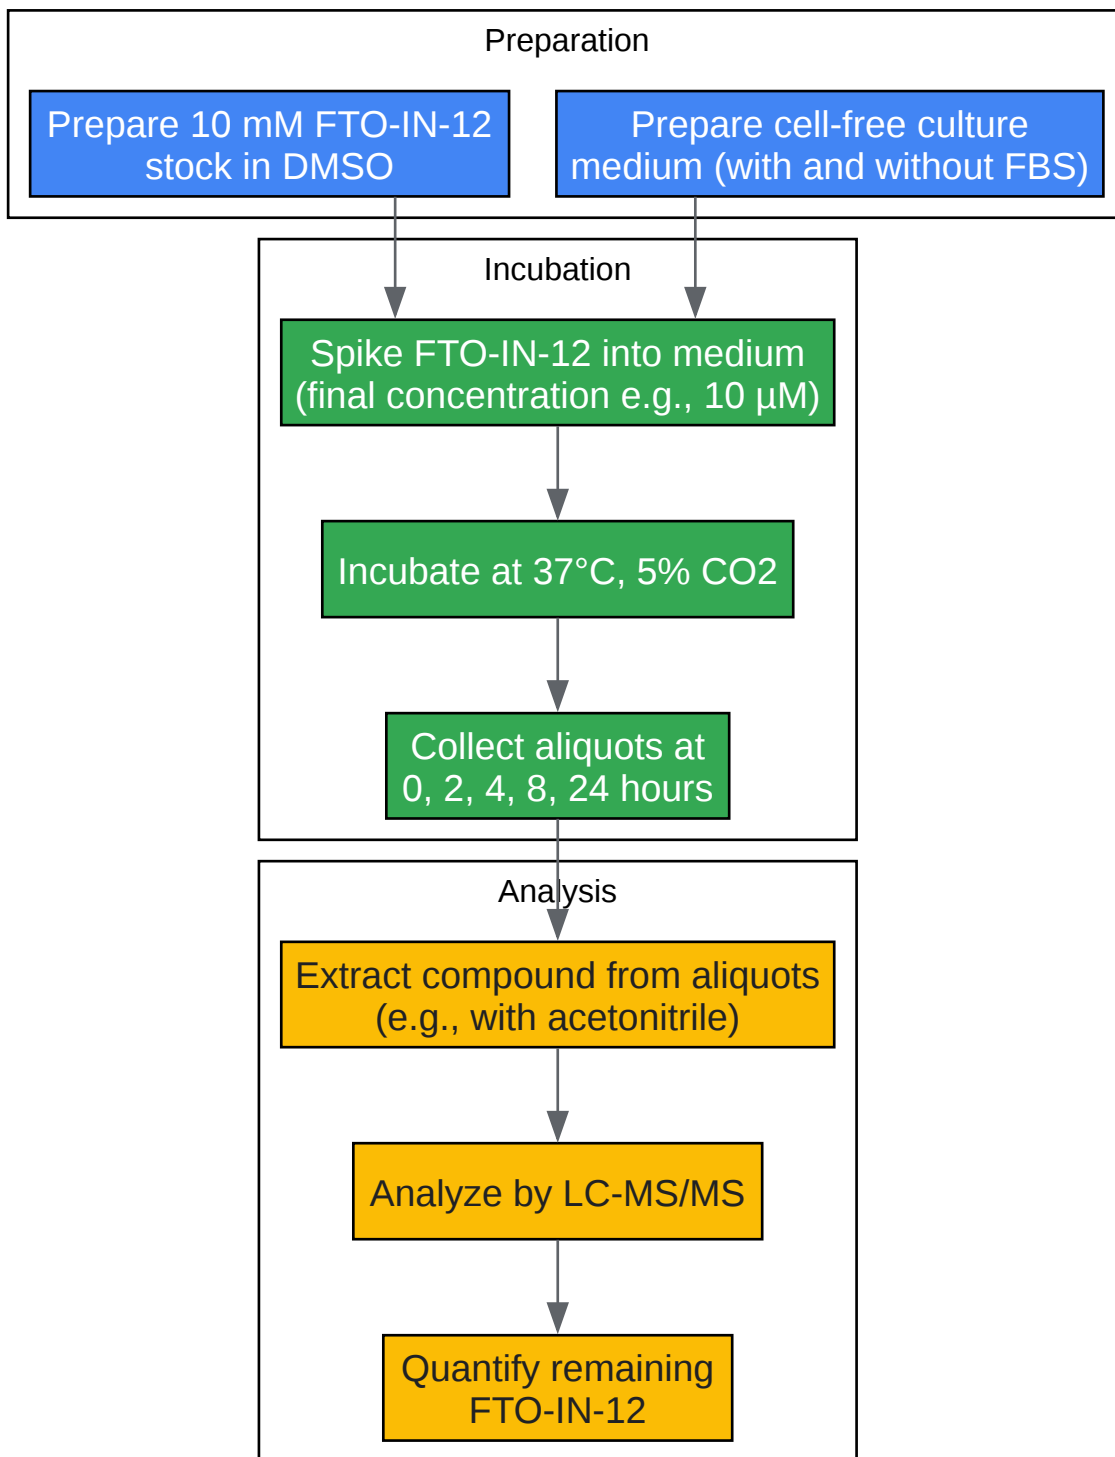 Preparation
Prepare 10 mM FTO-IN-12
stock in DMSO
Prepare cell-free culture
medium (with and without FBS)
Incubation
Spike FTO-IN-12 into medium
(final concentration e.g., 10 µM)
Incubate at 37°C, 5% CO2
Collect aliquots at
0, 2, 4, 8, 24 hours
Analysis
Extract compound from aliquots
(e.g., with acetonitrile)
Analyze by LC-MS/MS
Quantify remaining
FTO-IN-12